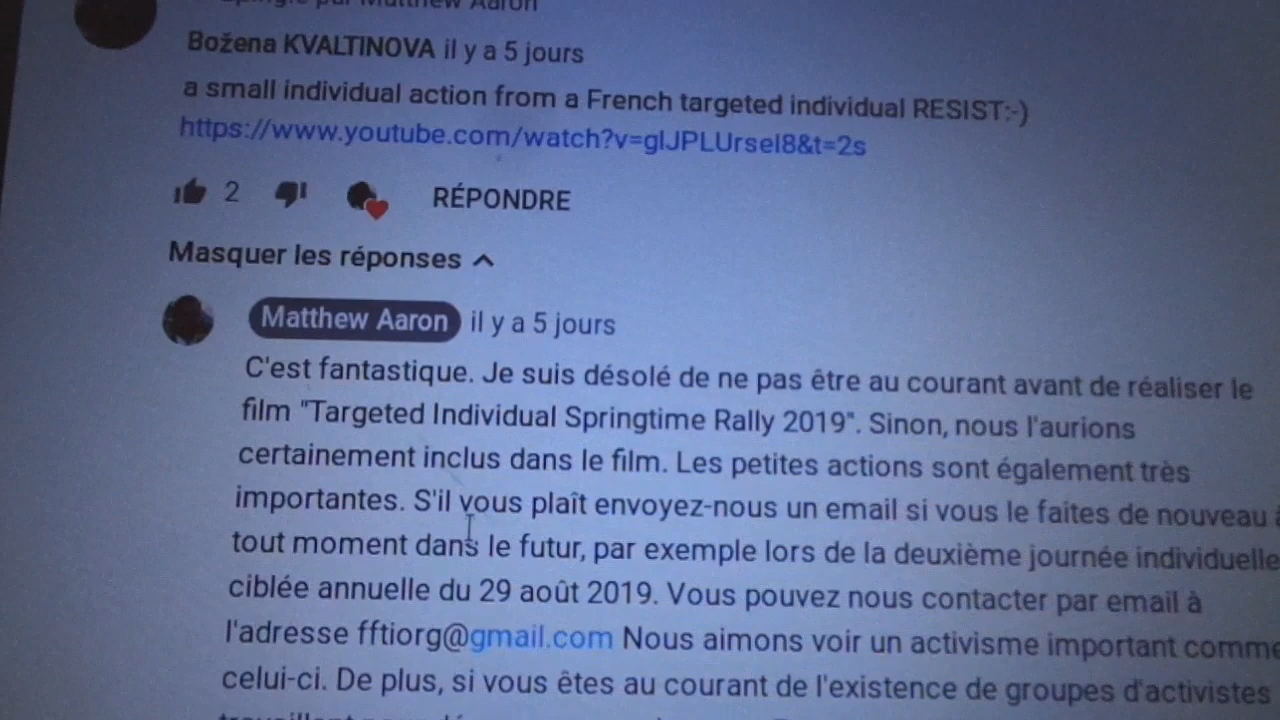 par Matthew Aaron
Božena KVALTINOVA il y a 5 jours
a small individual action from a French targeted individual RESIST:-)
https://www.youtube.com/watch?v=glJPLUrsel8&t=2s
2 RÉPONDRE
Masquer les réponses
Matthew Aaron il y a 5 jours
C'est fantastique. Je suis désolé de ne pas être au courant avant de réaliser le
film "Targeted Individual Springtime Rally 2019". Sinon, nous l'aurions
certainement inclus dans le film. Les petites actions sont également très
importantes. S'il vous plaît envoyez-nous un email si vous le faites de nouveau
tout moment dans le futur, par exemple lors de la deuxième journée individuelle
ciblée annuelle du 29 août 2019. Vous pouvez nous contacter par email à
l'adresse fftiorg@gmail.com Nous aimons voir un activisme important comme
celui-ci. De plus, si vous êtes au courant de l'existence de groupes d'activistes